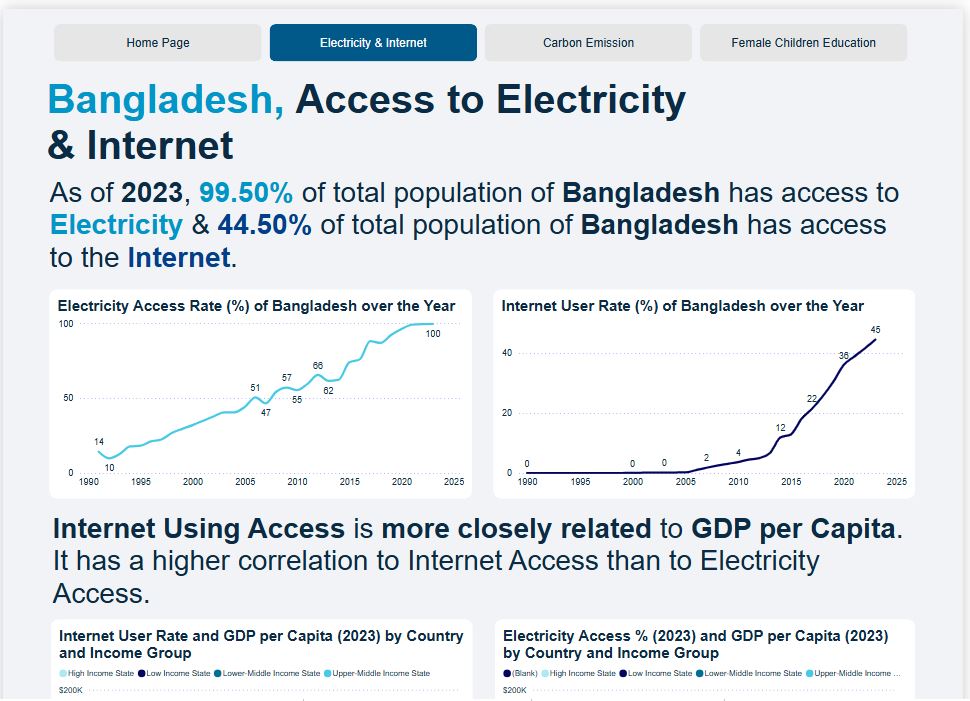 Home Page
Electricity & Internet
Carbon Emission
Female Children Education
Bangladesh, Access to Electricity
& Internet
As of 2023, 99.50% of total population of Bangladesh has access to
Electricity & 44.50% of total population of Bangladesh has access
to the Internet.
Electricity Access Rate (%) of Bangladesh over the Year
100
50
0
14
10
51
47
57
55
66
62
100
1990 1995 2000 2005 2010 2015 2020 2025
Internet User Rate (%) of Bangladesh over the Year
40
20
0
0
0
0
2
4
12
22
36
45
1990 1995 2000 2005 2010 2015 2020 2025
Internet Using Access is more closely related to GDP per Capita.
It has a higher correlation to Internet Access than to Electricity
Access.
Internet User Rate and GDP per Capita (2023) by Country
and Income Group
High Income State Low Income State Lower-Middle Income State Upper-Middle Income State
$200K
Electricity Access % (2023) and GDP per Capita (2023)
by Country and Income Group
(Blank) High Income State Low Income State Lower-Middle Income State Upper-Middle Income ...
$200K